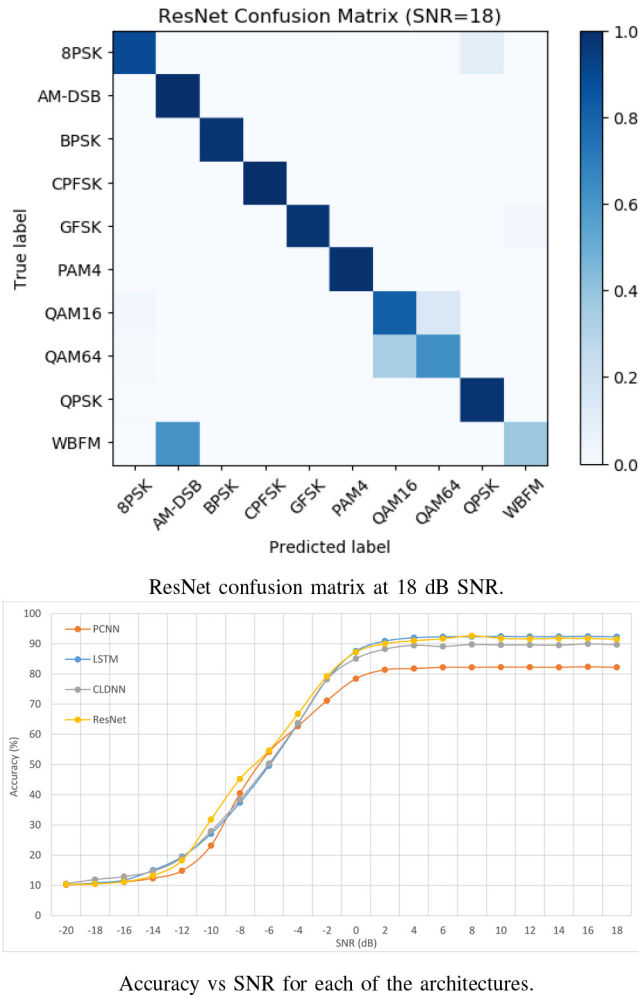 ResNet Confusion Matrix (SNR=18)
True label
8PSK
AM-DSB
BPSK
CPFSK
GFSK
PAM4
QAM16
QAM64
QPSK
WBFM
8PSK
AM-DSB
BPSK
CPFSK
GFSK
PAM4
QAM16
QAM64
QPSK
WBFM
Predicted label
1.0
0.8
0.6
0.4
0.2
0.0
ResNet confusion matrix at 18 dB SNR.
Accuracy (%)
100
90
80
70
60
50
40
30
20
10
0
PCNN
LSTM
CLDNN
ResNet
-20 -18 -16 -14 -12 -10 -8 -6 -4 -2 0 2 4 6 8 10 12 14 16 18
SNR (dB)
Accuracy vs SNR for each of the architectures.